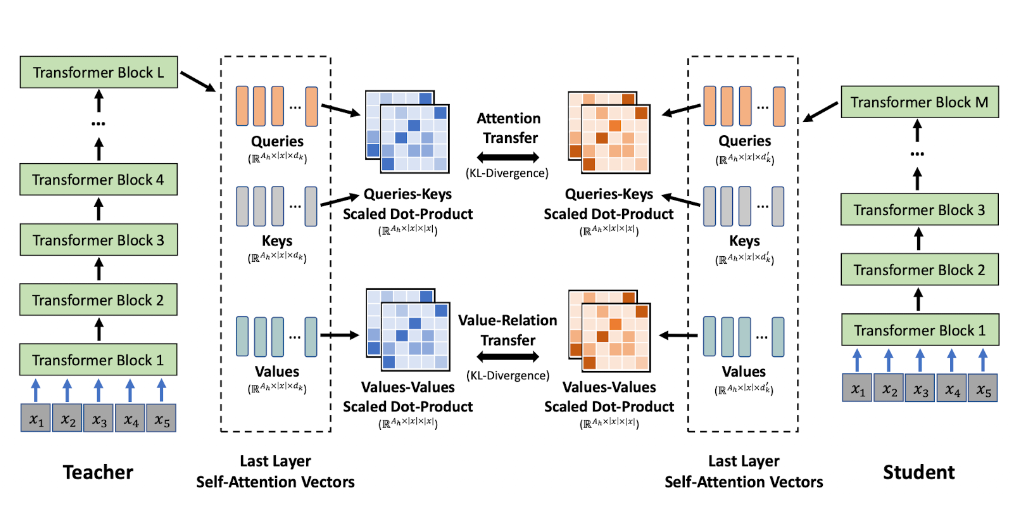 Transformer Block L
...
Transformer Block 4
Transformer Block 3
Transformer Block 2
Transformer Block 1
x₁ x₂ x₃ x₄ x₅
Teacher
...
Queries
(ℝ^{A_h×|x|×d_k})
...
Keys
(ℝ^{A_h×|x|×d_k})
...
Values
(ℝ^{A_h×|x|×d_k})
Last Layer
Self-Attention Vectors
Queries-Keys
Scaled Dot-Product
(ℝ^{A_h×|x|×|x|})
Values-Values
Scaled Dot-Product
(ℝ^{A_h×|x|×|x|})
Attention
Transfer
(KL-Divergence)
Value-Relation
Transfer
(KL-Divergence)
Queries-Keys
Scaled Dot-Product
(ℝ^{A_h×|x|×|x|})
Values-Values
Scaled Dot-Product
(ℝ^{A_h×|x|×|x|})
...
Queries
(ℝ^{A_h×|x|×d'_k})
...
Keys
(ℝ^{A_h×|x|×d'_k})
...
Values
(ℝ^{A_h×|x|×d'_k})
Last Layer
Self-Attention Vectors
Transformer Block M
...
Transformer Block 3
Transformer Block 2
Transformer Block 1
x₁ x₂ x₃ x₄ x₅
Student